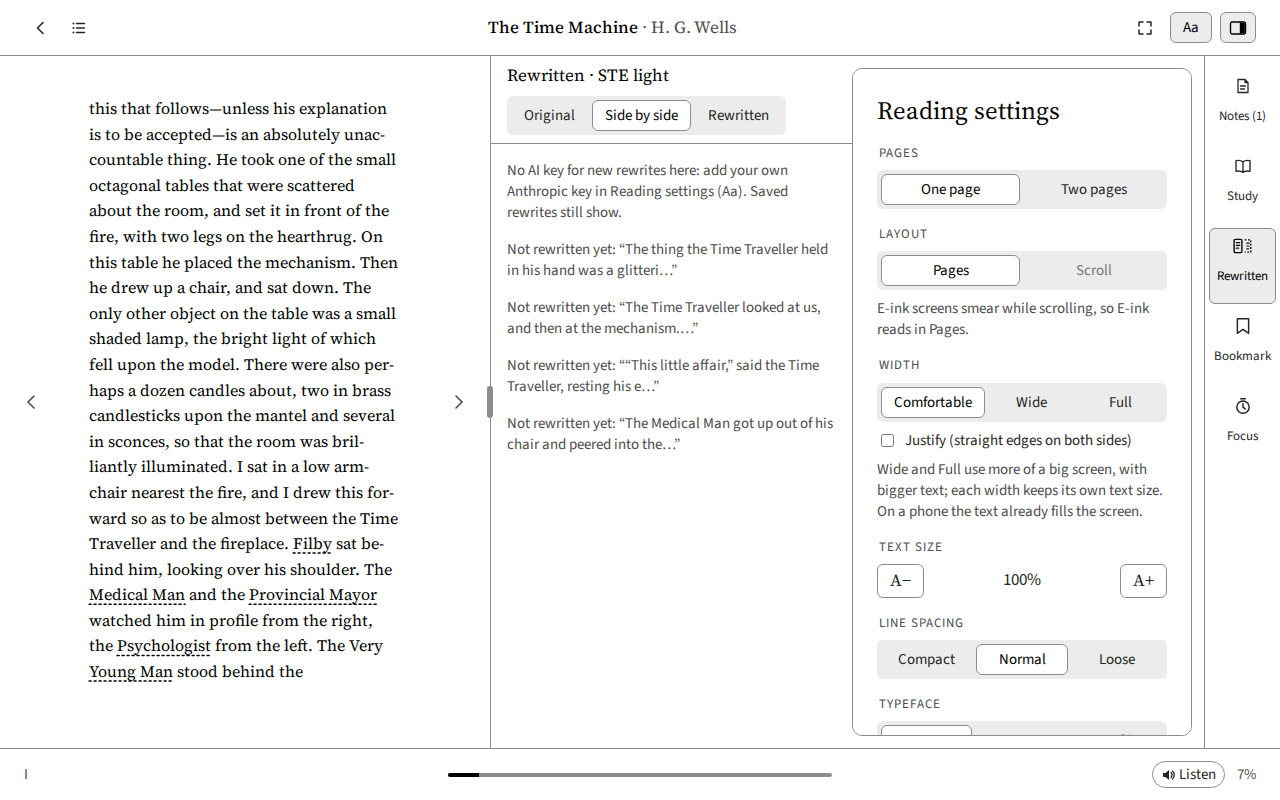 The Time Machine · H. G. Wells
Aa
this that follows—unless his explanation
is to be accepted—is an absolutely unac-
countable thing. He took one of the small
octagonal tables that were scattered
about the room, and set it in front of the
fire, with two legs on the hearthrug. On
this table he placed the mechanism. Then
he drew up a chair, and sat down. The
only other object on the table was a small
shaded lamp, the bright light of which
fell upon the model. There were also per-
haps a dozen candles about, two in brass
candlesticks upon the mantel and several
in sconces, so that the room was bril-
liantly illuminated. I sat in a low arm-
chair nearest the fire, and I drew this for-
ward so as to be almost between the Time
Traveller and the fireplace. Filby sat be-
hind him, looking over his shoulder. The
Medical Man and the Provincial Mayor
watched him in profile from the right,
the Psychologist from the left. The Very
Young Man stood behind the
Rewritten · STE light
Original
Side by side
Rewritten
No AI key for new rewrites here: add your own
Anthropic key in Reading settings (Aa). Saved
rewrites still show.
Not rewritten yet: “The thing the Time Traveller held
in his hand was a glitteri…”
Not rewritten yet: “The Time Traveller looked at us,
and then at the mechanism.…”
Not rewritten yet: ““This little affair,” said the Time
Traveller, resting his e…”
Not rewritten yet: “The Medical Man got up out of his
chair and peered into the…”
Reading settings
PAGES
One page
Two pages
LAYOUT
Pages
Scroll
E-ink screens smear while scrolling, so E-ink
reads in Pages.
WIDTH
Comfortable
Wide
Full
Justify (straight edges on both sides)
Wide and Full use more of a big screen, with
bigger text; each width keeps its own text size.
On a phone the text already fills the screen.
TEXT SIZE
A−
100%
A+
LINE SPACING
Compact
Normal
Loose
TYPEFACE
Notes (1)
Study
Rewritten
Bookmark
Focus
I
Listen
7%